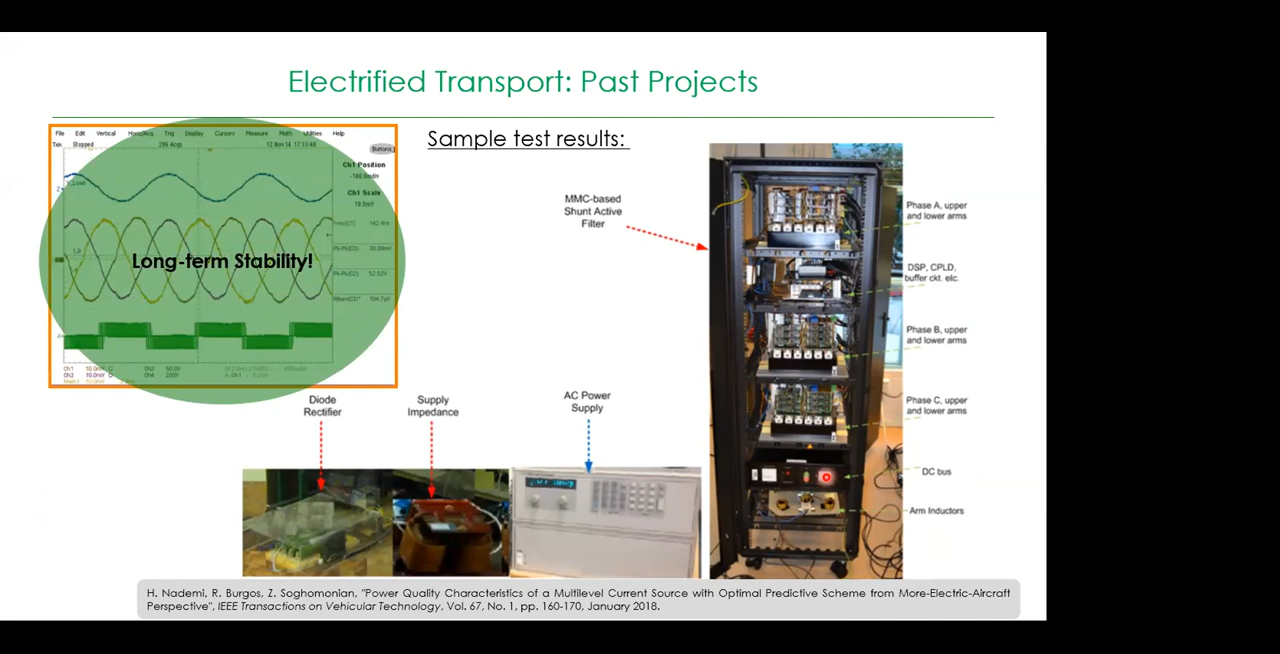 Electrified Transport: Past Projects
File Edit Vertical Horiz/Acq Trig Display Cursors Measure Math Utilities Help
Tek Stopped 12 Nov 14 17:13:48
Buttons
Ch1 Position
Ch1 Scale
10.0mV
Long-term Stability!
Sample test results:
MMC-based
Shunt Active
Filter
Phase A, upper
and lower arms
DSP, CPLD,
buffer ckt. etc.
Phase B, upper
and lower arms
Phase C, upper
and lower arms
DC bus
Arm Inductors
Diode
Rectifier
Supply
Impedance
AC Power
Supply
H. Nademi, R. Burgos, Z. Soghomonian, "Power Quality Characteristics of a Multilevel Current Source with Optimal Predictive Scheme from More-Electric-Aircraft
Perspective", IEEE Transactions on Vehicular Technology, Vol. 67, No. 1, pp. 160-170, January 2018.